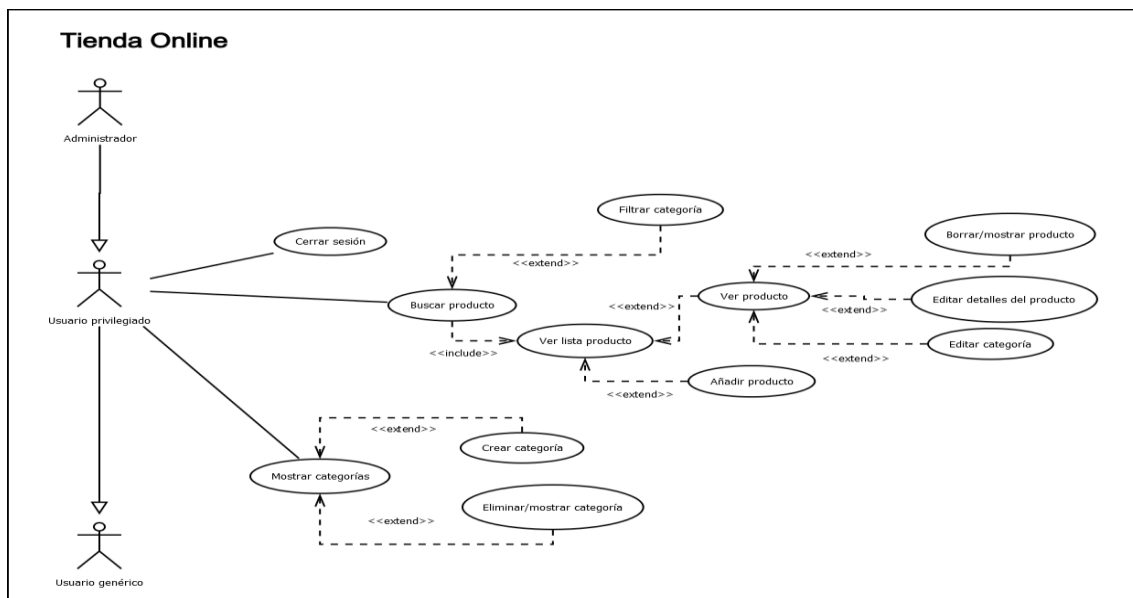 Tienda Online
Administrador
Filtrar categoría
Borrar/mostrar producto
Cerrar sesión
<<extend>>
<<extend>>
Usuario privilegiado
Buscar producto
Ver producto
Editar detalles del producto
<<extend>>
<<extend>>
Ver lista producto
Editar categoría
<<include>>
<<extend>>
Añadir producto
<<extend>>
<<extend>>
Crear categoría
Mostrar categorías
Eliminar/mostrar categoría
<<extend>>
Usuario genérico